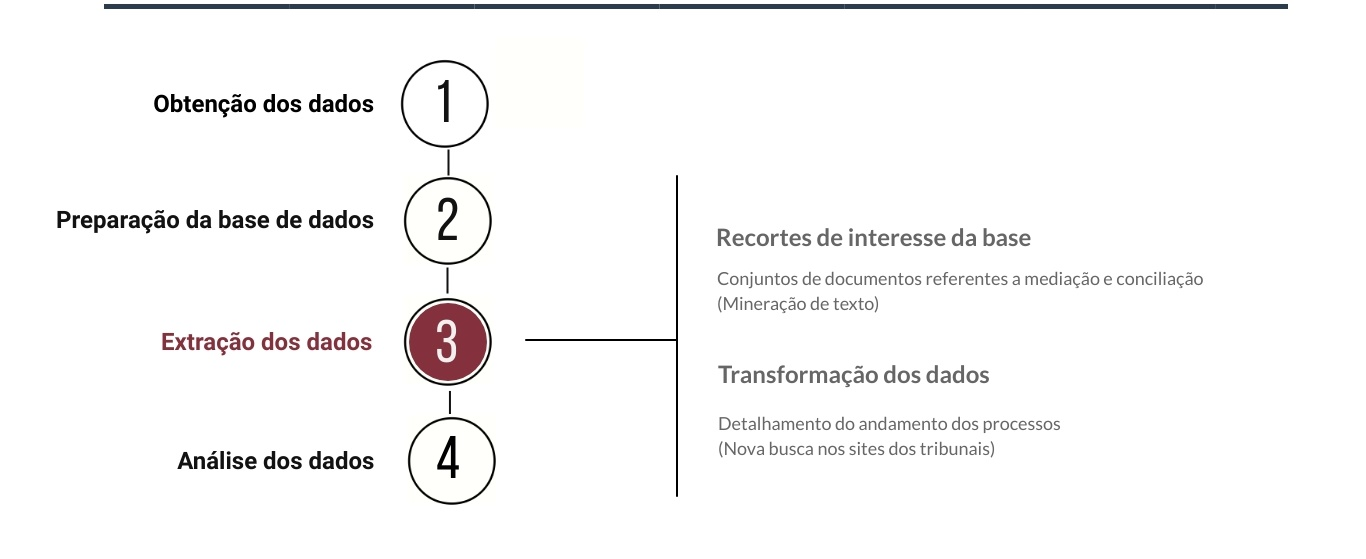 Obtenção dos dados
1
Preparação da base de dados
2
Extração dos dados
3
Análise dos dados
4
Recortes de interesse da base
Conjuntos de documentos referentes a mediação e conciliação
(Mineração de texto)
Transformação dos dados
Detalhamento do andamento dos processos
(Nova busca nos sites dos tribunais)